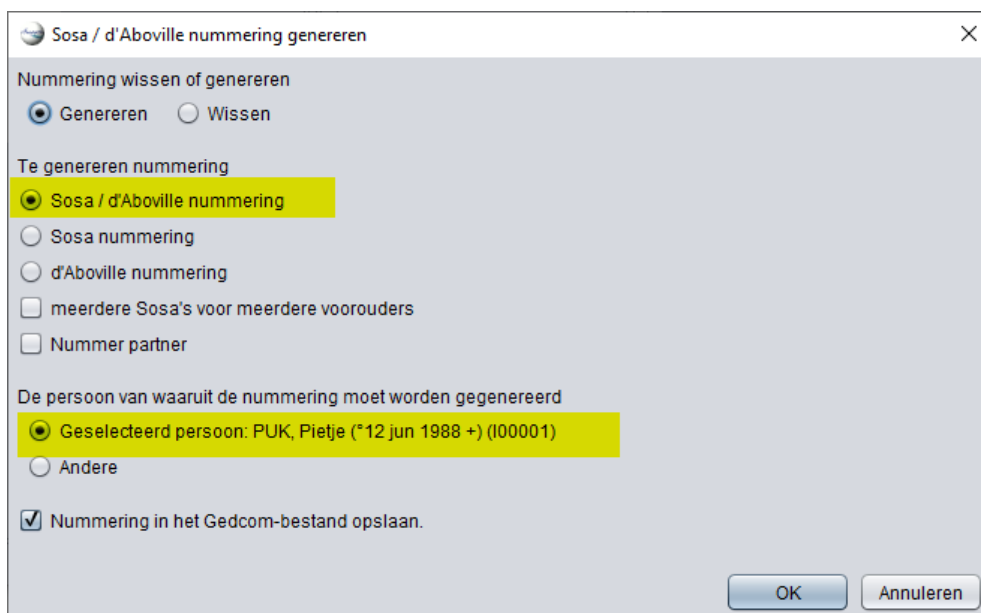 Sosa / d'Aboville nummering genereren
Nummering wissen of genereren
Genereren Wissen
Te genereren nummering
Sosa / d'Aboville nummering
Sosa nummering
d'Aboville nummering
meerdere Sosa's voor meerdere voorouders
Nummer partner
De persoon van waaruit de nummering moet worden gegenereerd
Geselecteerd persoon: PUK, Pietje (°12 jun 1988 +) (I00001)
Andere
Nummering in het Gedcom-bestand opslaan.
OK Annuleren